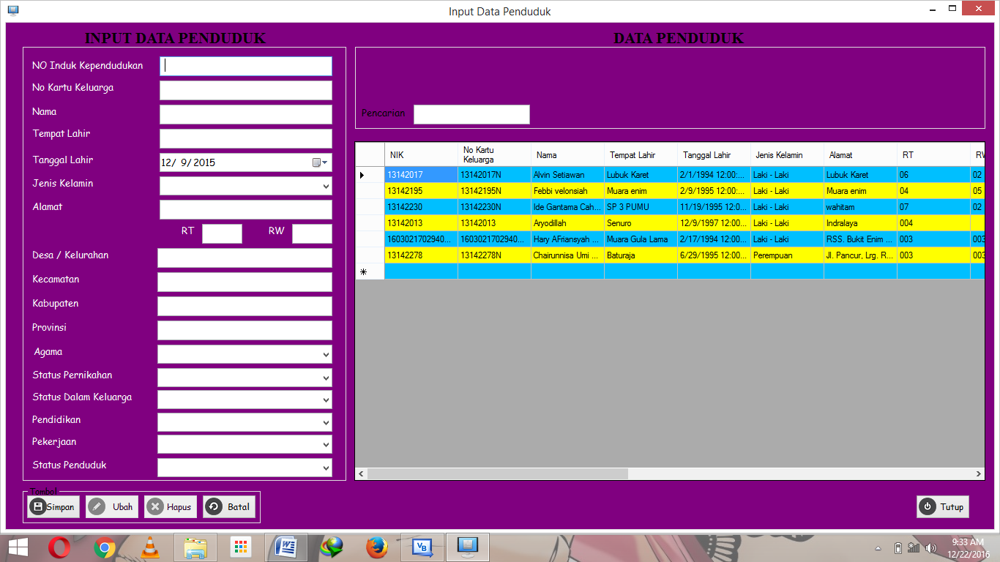 Input Data Penduduk
INPUT DATA PENDUDUK
NO Induk Kependudukan
No Kartu Keluarga
Nama
Tempat Lahir
Tanggal Lahir 12/ 9/2015
Jenis Kelamin
Alamat
RT RW
Desa / Kelurahan
Kecamatan
Kabupaten
Provinsi
Agama
Status Pernikahan
Status Dalam Keluarga
Pendidikan
Pekerjaan
Status Penduduk
Tombol
Simpan Ubah Hapus Batal
DATA PENDUDUK
Pencarian
NIK No Kartu Keluarga Nama Tempat Lahir Tanggal Lahir Jenis Kelamin Alamat RT RW
13142017 13142017N Alvin Setiawan Lubuk Karet 2/1/1994 12:00:... Laki - Laki Lubuk Karet 06 02
13142195 13142195N Febbi velonsiah Muara enim 2/9/1995 12:00:... Laki - Laki Muara enim 04 05
13142230 13142230N Ide Gantama Cah... SP 3 PUMU 11/19/1995 12:00... Laki - Laki wahitam 07 02
13142013 13142013 Aryodillah Senuro 12/9/1997 12:00... Laki - Laki Indralaya 004
1603021702940... 1603021702940... Hary AFriansyah ... Muara Gula Lama 2/17/1994 12:00:... Laki - Laki RSS. Bukit Enim ... 003 003
13142278 13142278N Chairunnisa Umi ... Baturaja 6/29/1995 12:00... Perempuan Jl. Pancur, Lrg. R... 003 003
Tutup
9:33 AM
12/22/2016